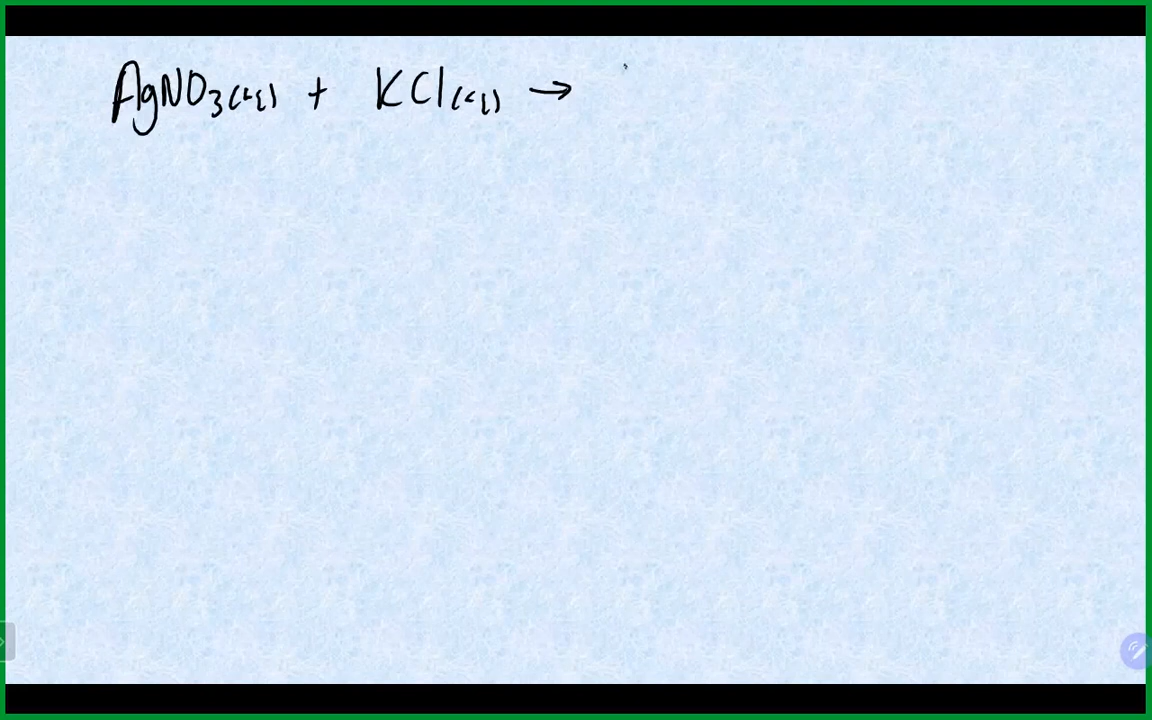 AgNO₃(aq) + KCl(aq) →